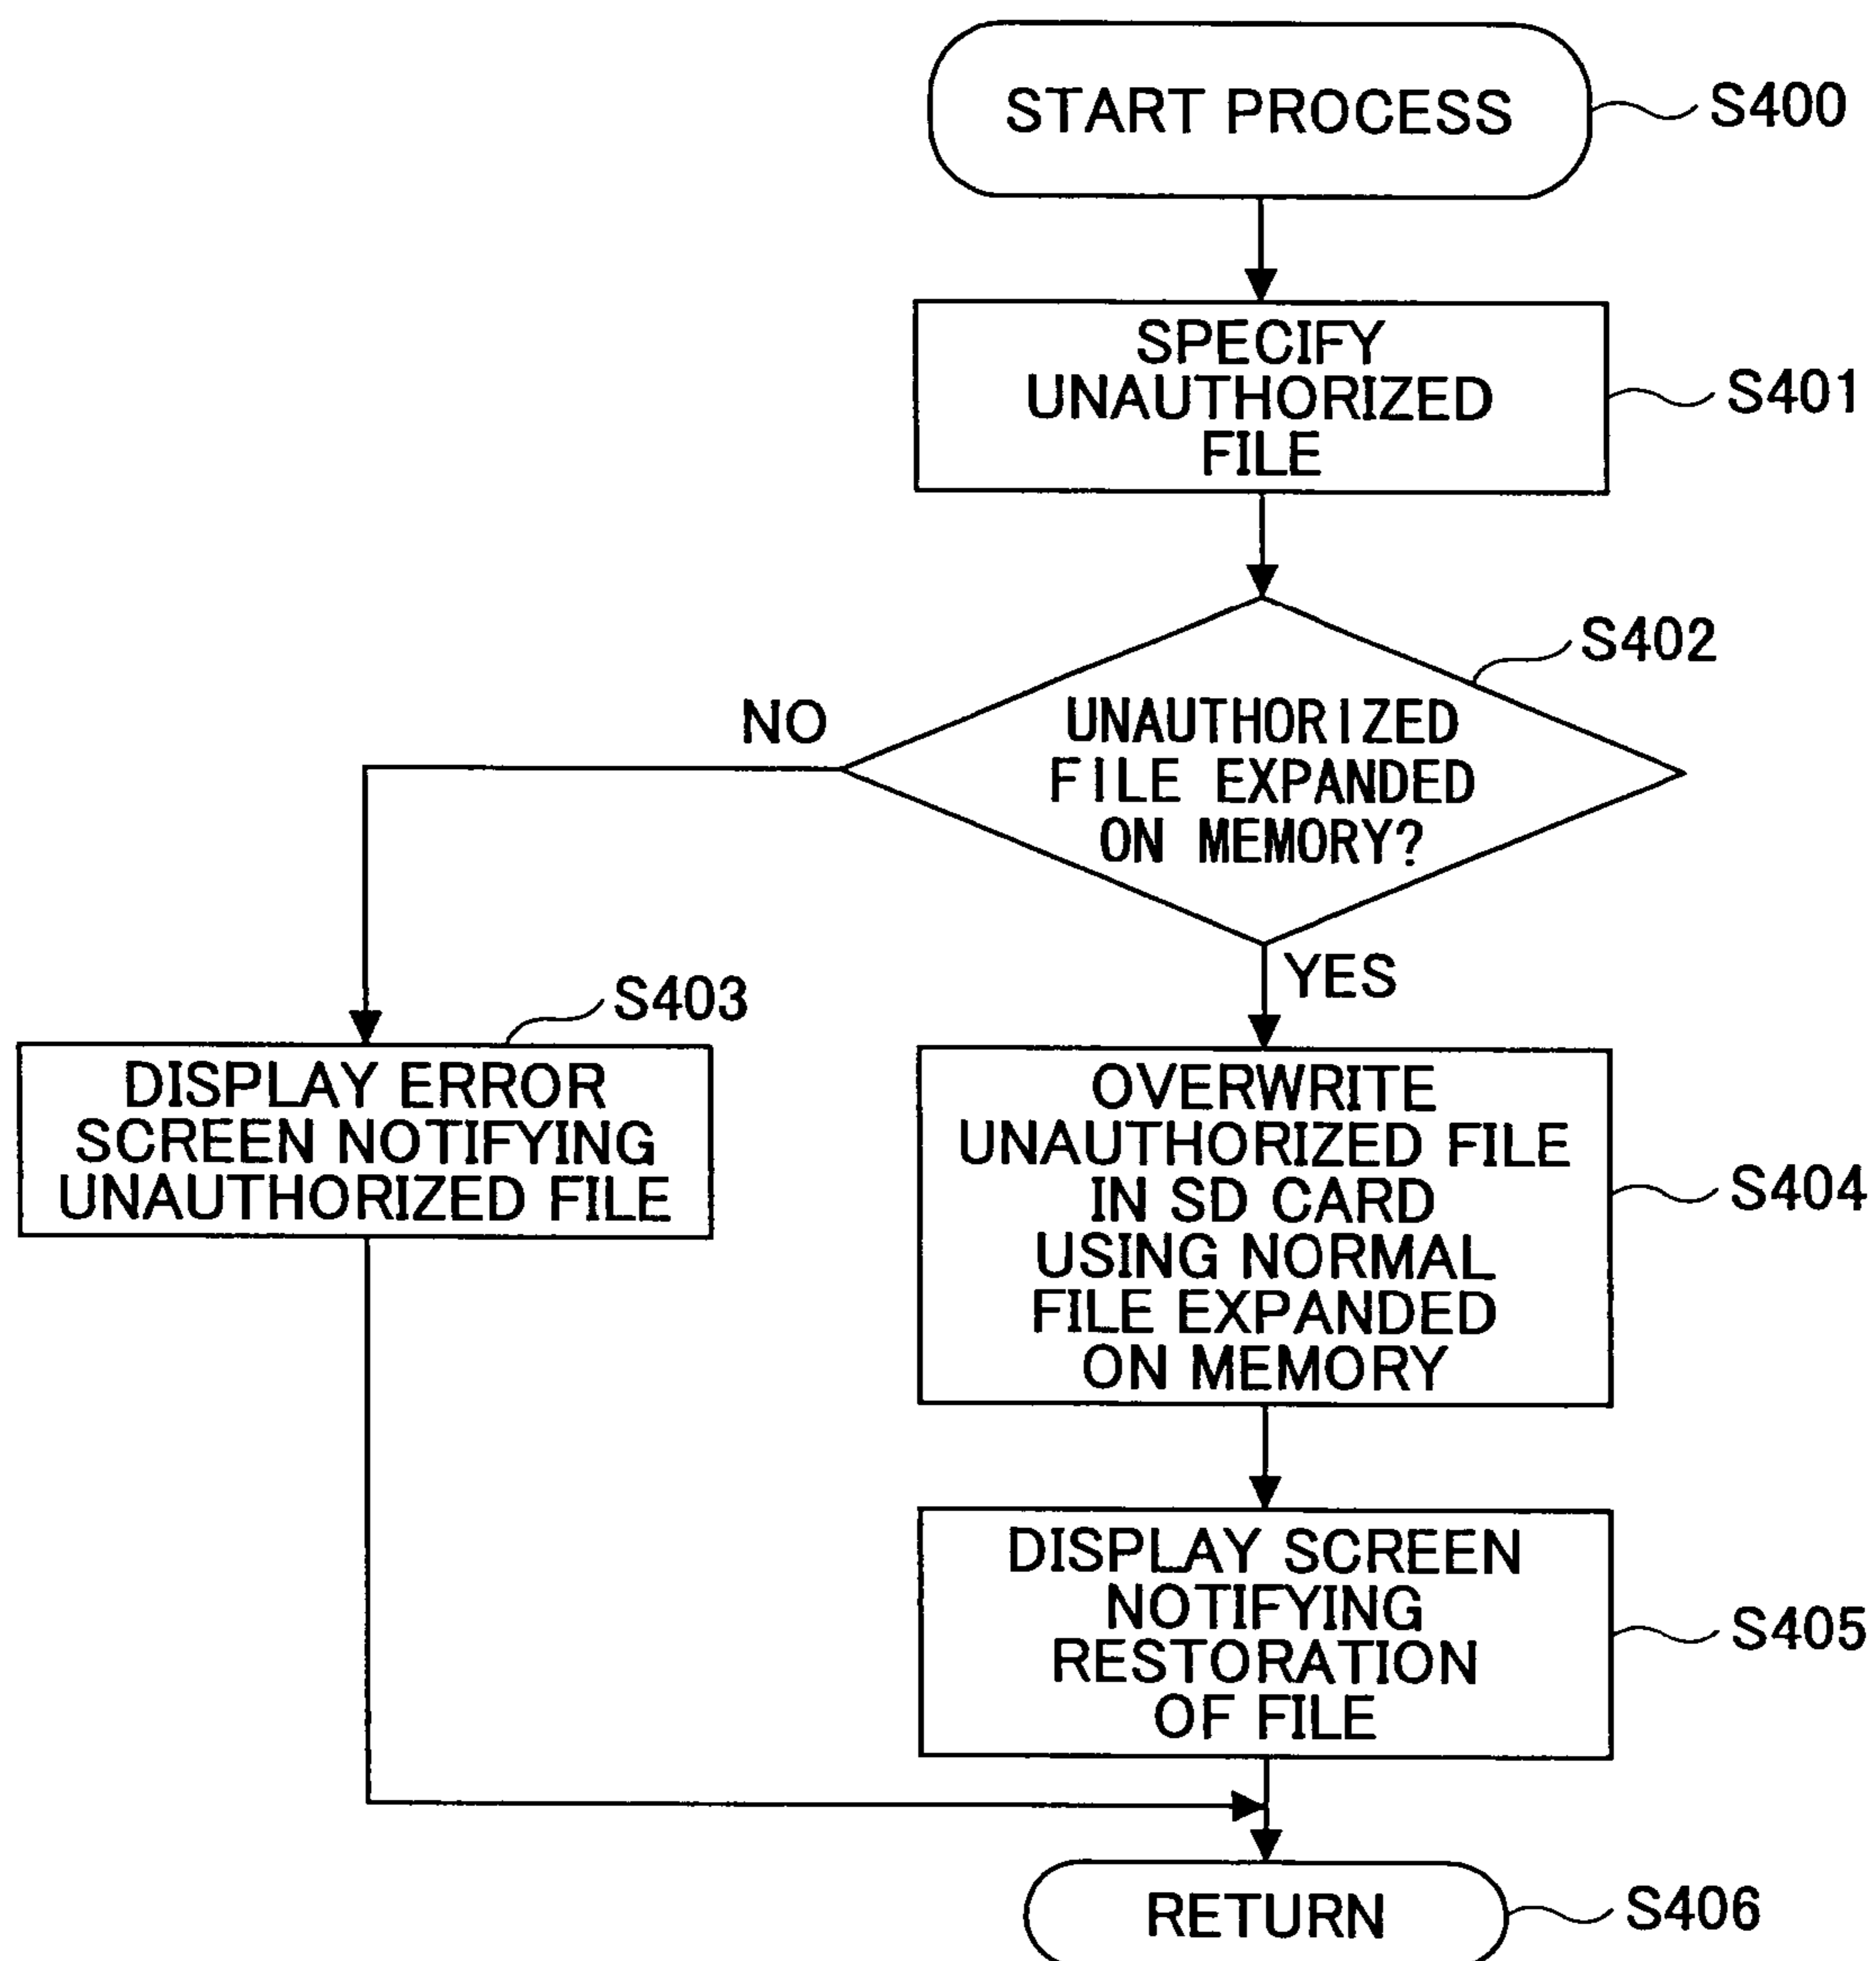 START PROCESS
S400
SPECIFY
UNAUTHORIZED
FILE
S401
S402
UNAUTHORIZED
FILE EXPANDED
ON MEMORY?
NO
YES
S403
DISPLAY ERROR
SCREEN NOTIFYING
UNAUTHORIZED FILE
OVERWRITE
UNAUTHORIZED FILE
IN SD CARD
USING NORMAL
FILE EXPANDED
ON MEMORY
S404
DISPLAY SCREEN
NOTIFYING
RESTORATION
OF FILE
S405
RETURN
S406